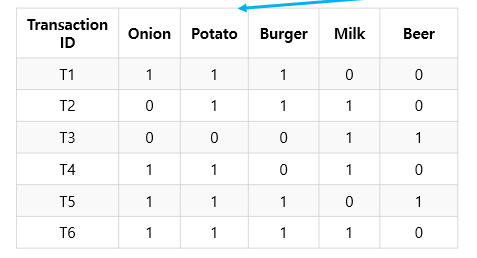 Transaction ID Onion Potato Burger Milk Beer
T1 1 1 1 0 0
T2 0 1 1 1 0
T3 0 0 0 1 1
T4 1 1 0 1 0
T5 1 1 1 0 1
T6 1 1 1 1 0